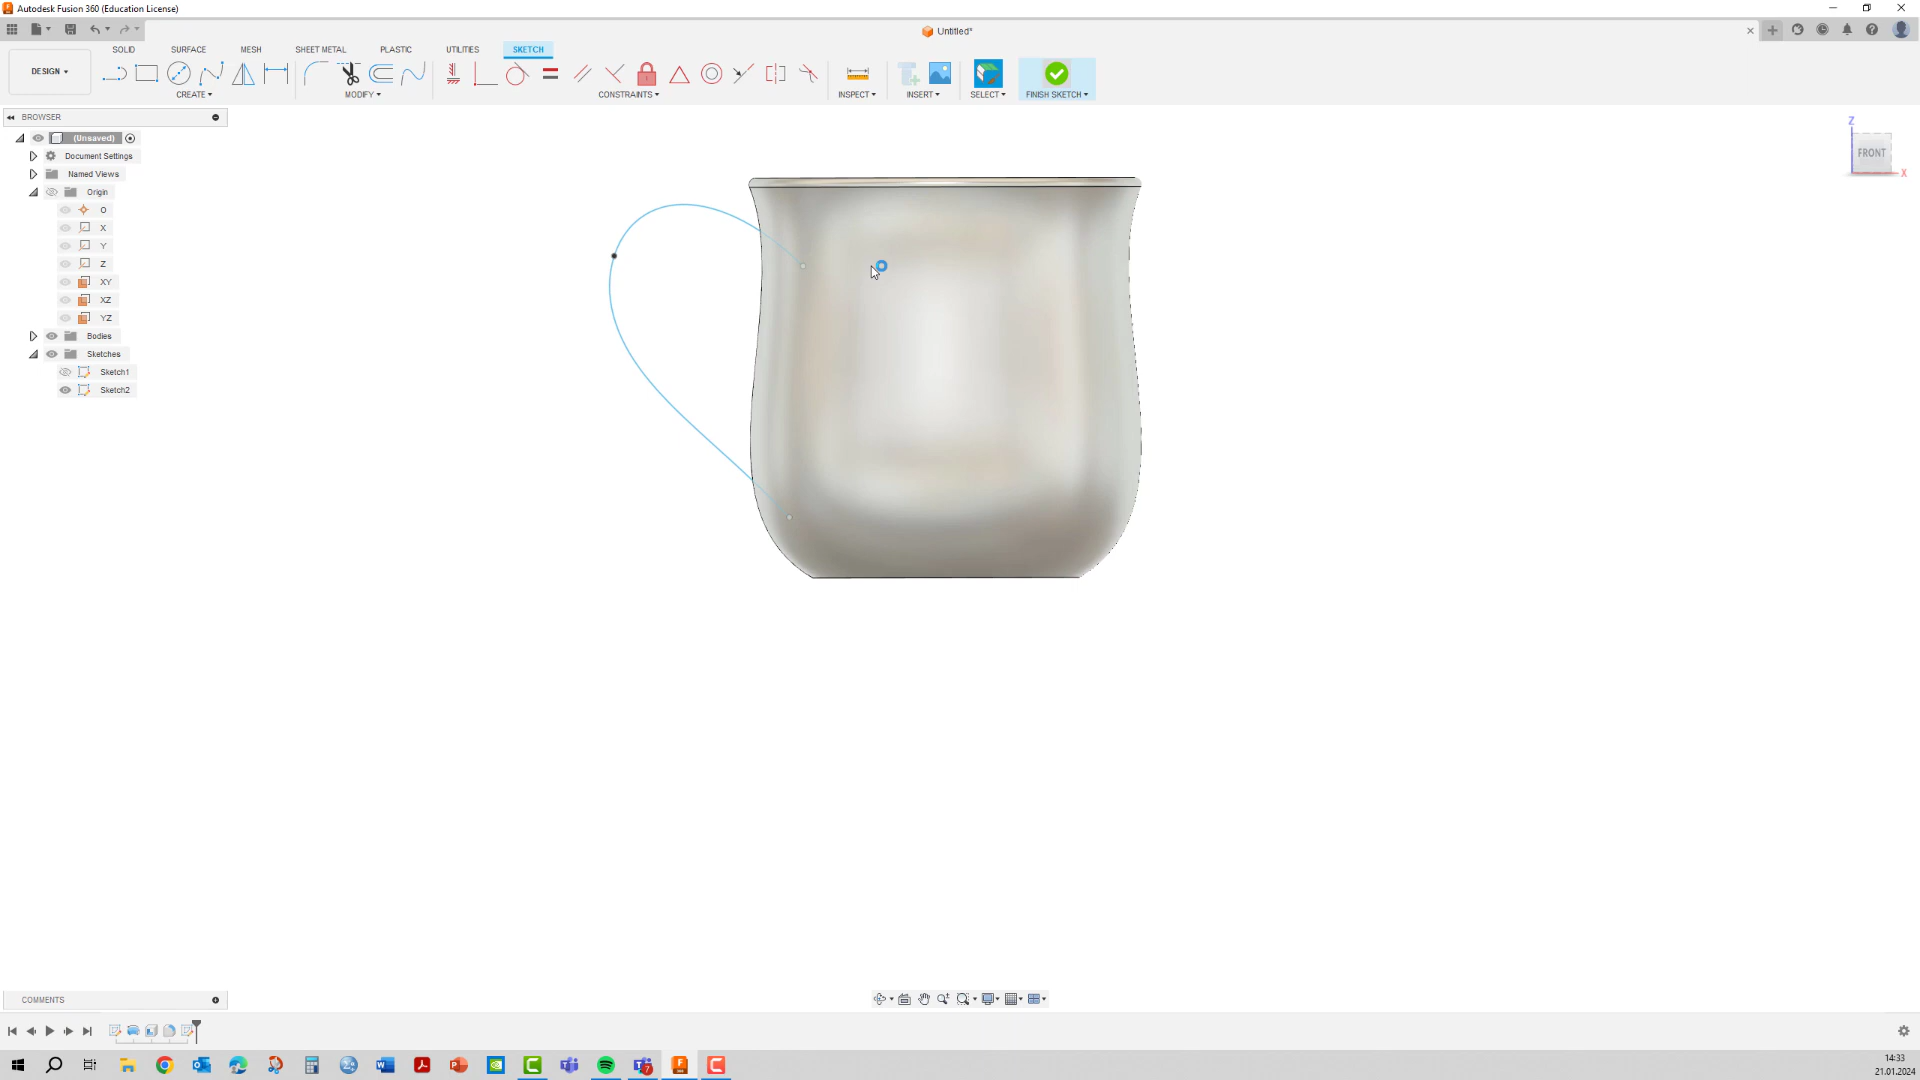 Autodesk Fusion 360 (Education License)
Untitled*
SOLID SURFACE MESH SHEET METAL PLASTIC UTILITIES SKETCH
DESIGN
CREATE MODIFY CONSTRAINTS INSPECT INSERT SELECT FINISH SKETCH
BROWSER
(Unsaved)
Document Settings
Named Views
Origin
O
X
Y
Z
XY
XZ
YZ
Bodies
Sketches
Sketch1
Sketch2
Z
FRONT
X
COMMENTS
14:33
21.01.2024